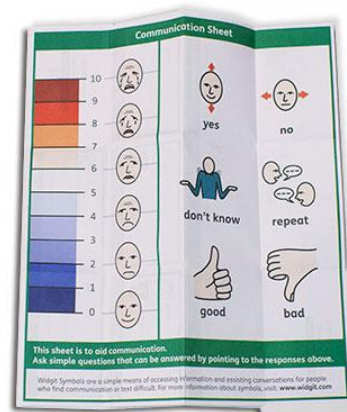 Communication Sheet
10
9
8
7
6
5
4
3
2
1
0
yes
no
don't know
repeat
good
bad
This sheet is to aid communication.
Ask simple questions that can be answered by pointing to the responses above.
Widgit Symbols are a simple means of accessing information and assisting conversations for people
who find communication or text difficult. For more information about symbols, visit: www.widgit.com